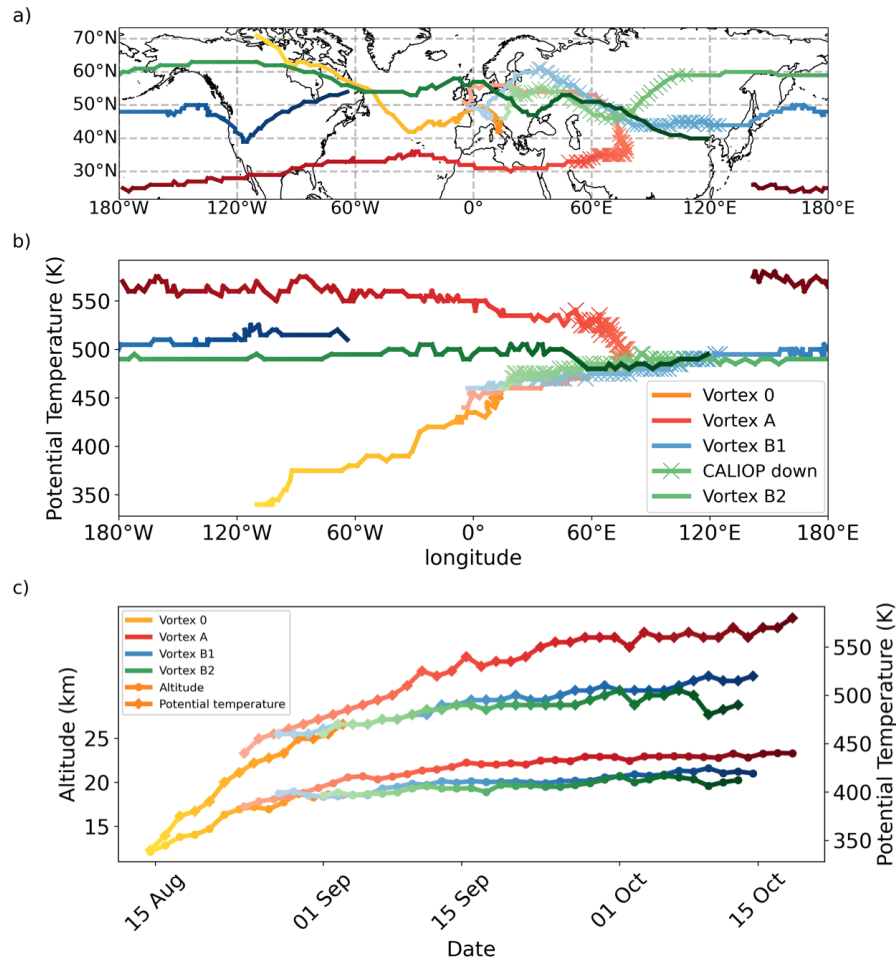 a)
70°N
60°N
50°N
40°N
30°N
180°W 120°W 60°W 0° 60°E 120°E 180°E
b)
Potential Temperature (K)
550
500
450
400
350
Vortex 0
Vortex A
Vortex B1
CALIOP down
Vortex B2
180°W 120°W 60°W 0° 60°E 120°E 180°E
longitude
c)
Altitude (km)
25
20
15
Vortex 0
Vortex A
Vortex B1
Vortex B2
Altitude
Potential temperature
550
500
450
400
350
Potential Temperature (K)
15 Aug 01 Sep 15 Sep 01 Oct 15 Oct
Date